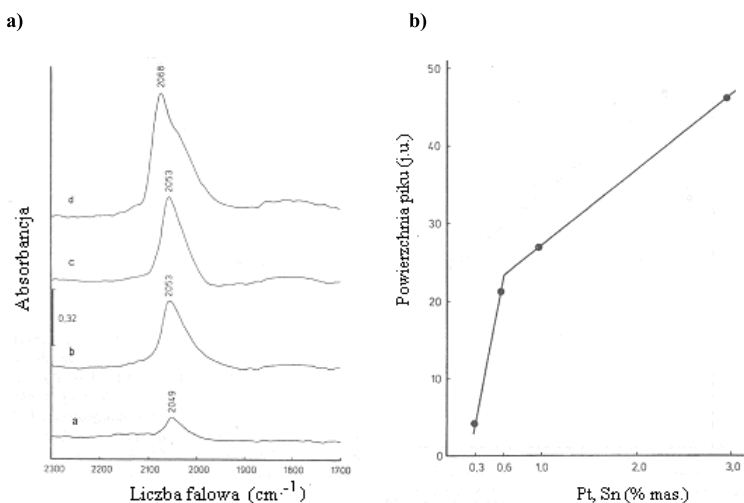 a)
b)
2068
2053
2053
2049
d
c
b
a
0,32
Absorbancja
2300 2200 2100 2000 1900 1800 1700
Liczba falowa (cm-1)
50
40
30
20
10
0
Powierzchnia piku (j.u.)
0,3 0,6 1,0 2,0 3,0
Pt, Sn (% mas.)